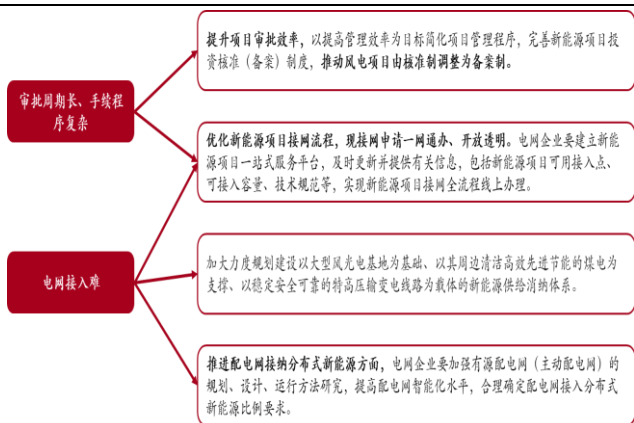 提升项目审批效率，以提高管理效率为目标简化项目管理程序，完善新能源项目投
资核准（备案）制度，推动风电项目由核准制调整为备案制。
审批周期长、手续程
序复杂
优化新能源项目接网流程，现接网申请一网通办、开放透明。电网企业要建立新能
源项目一站式服务平台，及时更新并提供有关信息，包括新能源项目可用接入点、
可接入容量、技术规范等，实现新能源项目接网全流程线上办理。
电网接入难
加大力度规划建设以大型风光电基地为基础、以其周边清洁高效先进节能的煤电为
支撑、以稳定安全可靠的特高压输变电线路为载体的新能源供给消纳体系。
推进配电网接纳分布式新能源方面，电网企业要加强有源配电网（主动配电网）的
规划、设计、运行方法研究，提高配电网智能化水平，合理确定配电网接入分布式
新能源比例要求。